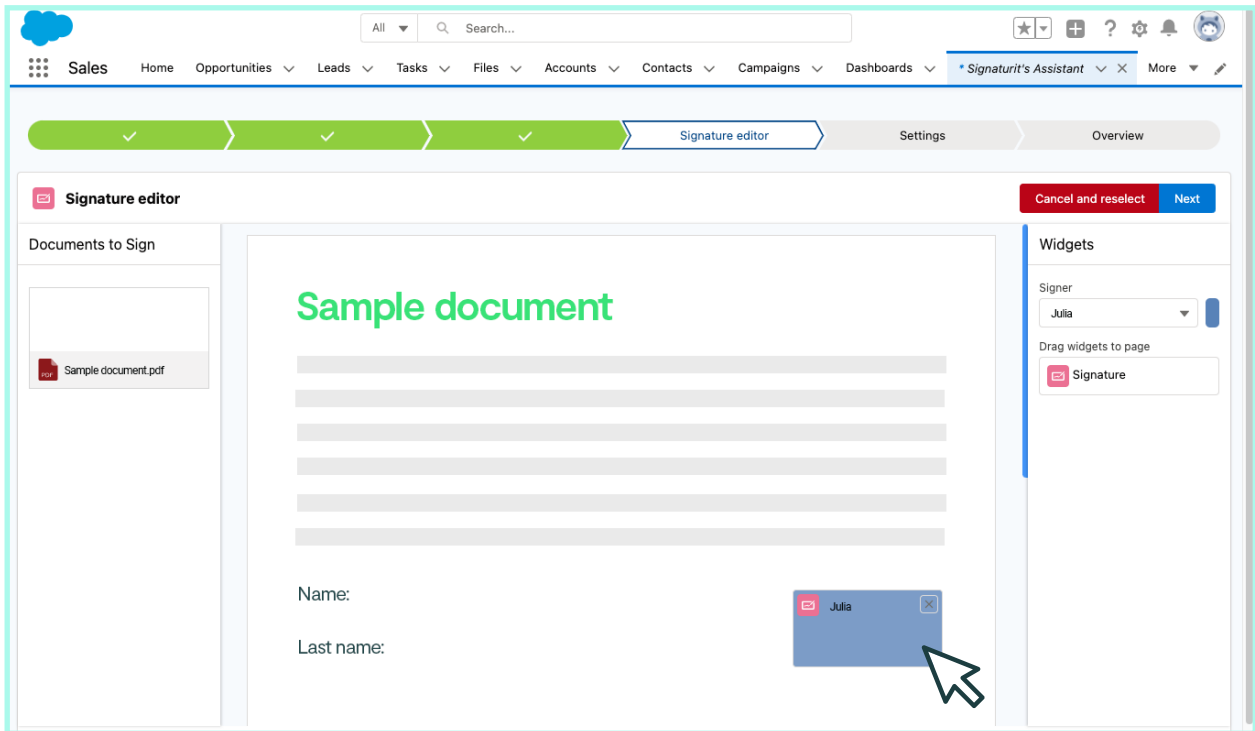 All
Search...
Sales Home Opportunities Leads Tasks Files Accounts Contacts Campaigns Dashboards * Signaturit's Assistant More
Signature editor Settings Overview
Signature editor Cancel and reselect Next
Documents to Sign
PDF Sample document.pdf
Sample document
Name:
Last name:
Julia
Widgets
Signer
Julia
Drag widgets to page
Signature